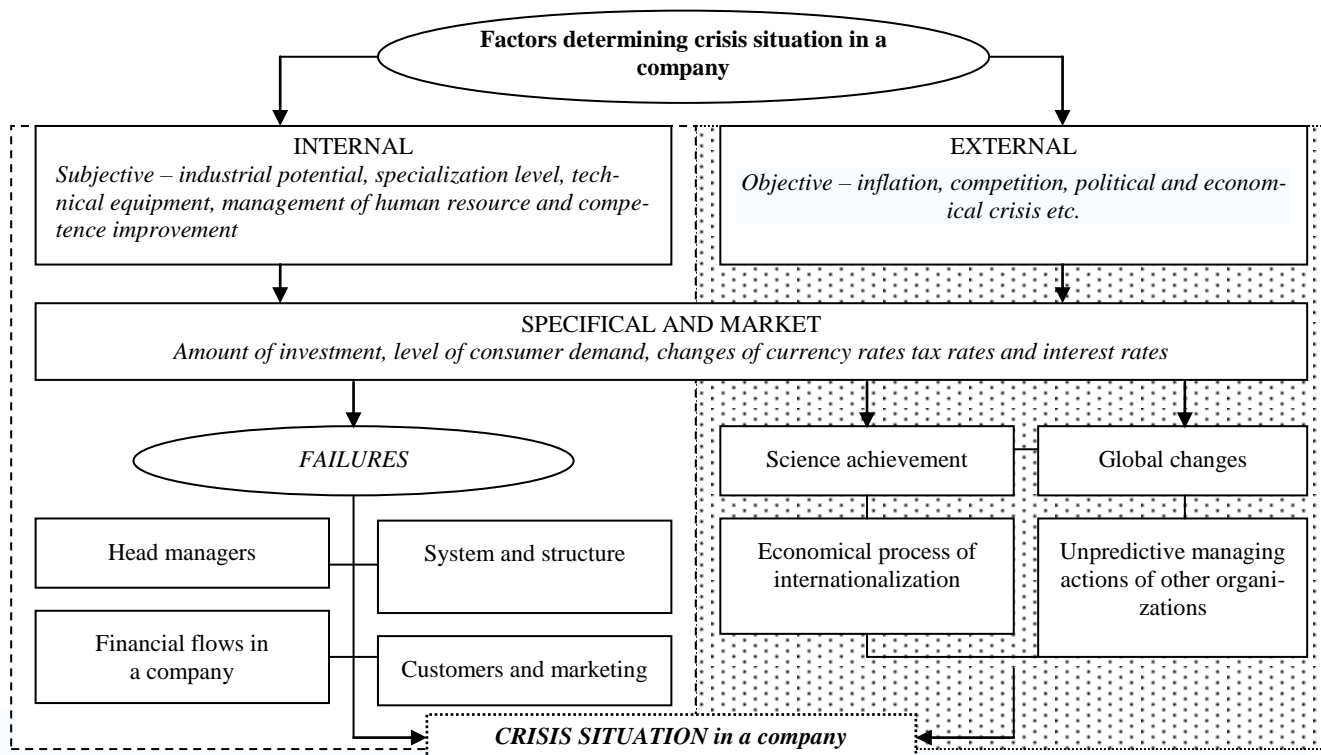 Factors determining crisis situation in a
company
INTERNAL
Subjective – industrial potential, specialization level, tech-
nical equipment, management of human resource and compe-
tence improvement
EXTERNAL
Objective – inflation, competition, political and econom-
ical crisis etc.
SPECIFICAL AND MARKET
Amount of investment, level of consumer demand, changes of currency rates tax rates and interest rates
FAILURES
Science achievement
Global changes
Head managers
System and structure
Economical process of
internationalization
Unpredictive managing
actions of other organi-
zations
Financial flows in
a company
Customers and marketing
CRISIS SITUATION in a company